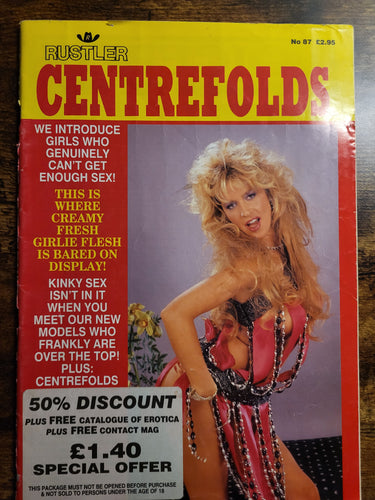 RUSTLER
No 87 £2.95
CENTREFOLDS
WE INTRODUCE
GIRLS WHO
GENUINELY
CAN'T GET
ENOUGH SEX!
THIS IS
WHERE
CREAMY
FRESH
GIRLIE FLESH
IS BARED ON
DISPLAY!
KINKY SEX
ISN'T IN IT
WHEN YOU
MEET OUR NEW
MODELS WHO
FRANKLY ARE
OVER THE TOP!
PLUS:
CENTREFOLDS
50% DISCOUNT
PLUS FREE CATALOGUE OF EROTICA
PLUS FREE CONTACT MAG
£1.40
SPECIAL OFFER
THIS PACKAGE MUST NOT BE OPENED BEFORE PURCHASE
& NOT SOLD TO PERSONS UNDER THE AGE OF 18